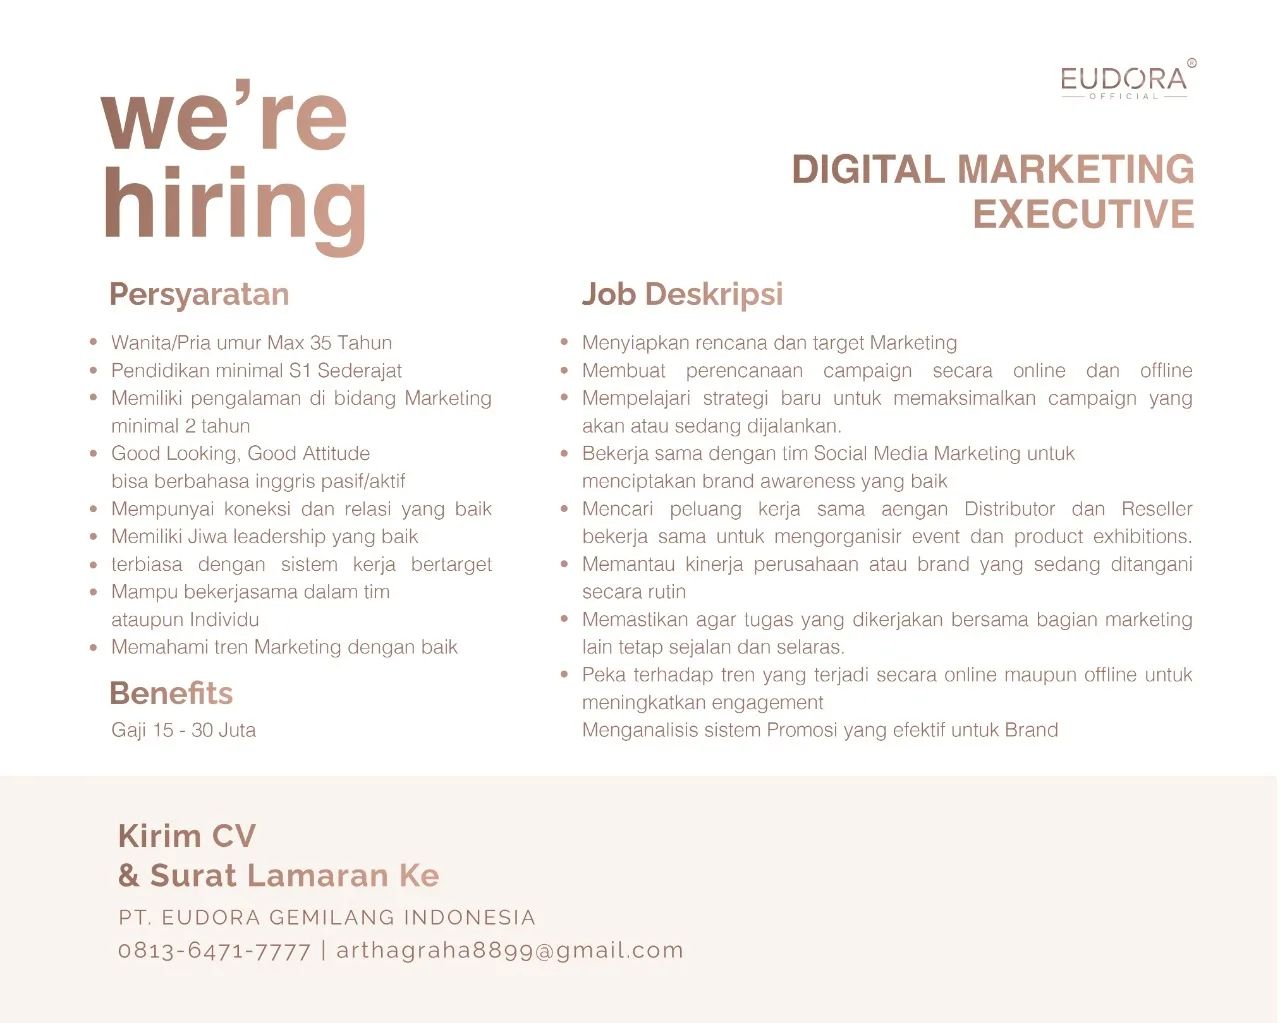 we're
hiring
EUDORA®
OFFICIAL
DIGITAL MARKETING
EXECUTIVE
Persyaratan
• Wanita/Pria umur Max 35 Tahun
• Pendidikan minimal S1 Sederajat
• Memiliki pengalaman di bidang Marketing
minimal 2 tahun
• Good Looking, Good Attitude
bisa berbahasa inggris pasif/aktif
• Mempunyai koneksi dan relasi yang baik
• Memiliki Jiwa leadership yang baik
• terbiasa dengan sistem kerja bertarget
• Mampu bekerjasama dalam tim
ataupun Individu
• Memahami tren Marketing dengan baik
Benefits
Gaji 15 - 30 Juta
Job Deskripsi
• Menyiapkan rencana dan target Marketing
• Membuat perencanaan campaign secara online dan offline
• Mempelajari strategi baru untuk memaksimalkan campaign yang
akan atau sedang dijalankan.
• Bekerja sama dengan tim Social Media Marketing untuk
menciptakan brand awareness yang baik
• Mencari peluang kerja sama aengan Distributor dan Reseller
bekerja sama untuk mengorganisir event dan product exhibitions.
• Memantau kinerja perusahaan atau brand yang sedang ditangani
secara rutin
• Memastikan agar tugas yang dikerjakan bersama bagian marketing
lain tetap sejalan dan selaras.
• Peka terhadap tren yang terjadi secara online maupun offline untuk
meningkatkan engagement
Menganalisis sistem Promosi yang efektif untuk Brand
Kirim CV
& Surat Lamaran Ke
PT. EUDORA GEMILANG INDONESIA
0813-6471-7777 | arthagraha8899@gmail.com